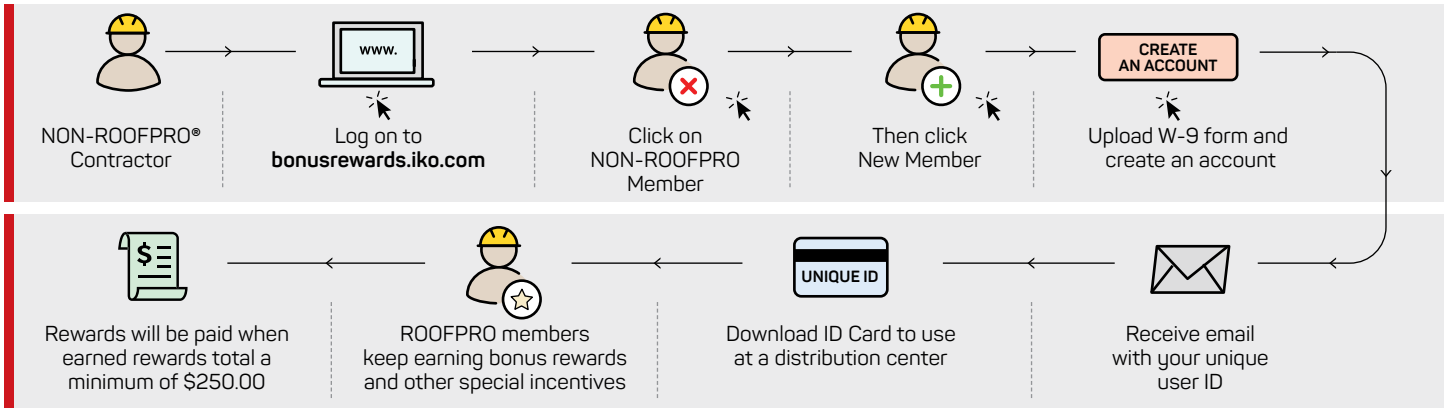 NON-ROOFPRO®
Contractor
www.
Log on to
bonusrewards.iko.com
Click on
NON-ROOFPRO
Member
Then click
New Member
CREATE
AN ACCOUNT
Upload W-9 form and
create an account
Receive email
with your unique
user ID
UNIQUE ID
Download ID Card to use
at a distribution center
ROOFPRO members
keep earning bonus rewards
and other special incentives
$
Rewards will be paid when
earned rewards total a
minimum of $250.00